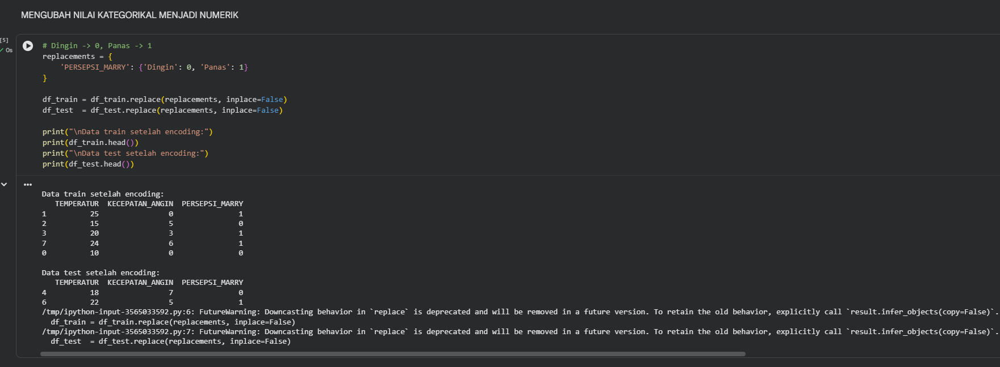 MENGUBAH NILAI KATEGORIKAL MENJADI NUMERIK
[5]
✓ 0s
# Dingin -> 0, Panas -> 1
replacements = {
    'PERSEPSI_MARRY': {'Dingin': 0, 'Panas': 1}
}
df_train = df_train.replace(replacements, inplace=False)
df_test  = df_test.replace(replacements, inplace=False)
print("\nData train setelah encoding:")
print(df_train.head())
print("\nData test setelah encoding:")
print(df_test.head())
Data train setelah encoding:
   TEMPERATUR  KECEPATAN_ANGIN  PERSEPSI_MARRY
1          25                0               1
2          15                5               0
3          20                3               1
7          24                6               1
0          10                0               0
Data test setelah encoding:
   TEMPERATUR  KECEPATAN_ANGIN  PERSEPSI_MARRY
4          18                7               0
6          22                5               1
/tmp/ipython-input-3565033592.py:6: FutureWarning: Downcasting behavior in `replace` is deprecated and will be removed in a future version. To retain the old behavior, explicitly call `result.infer_objects(copy=False)`.
  df_train = df_train.replace(replacements, inplace=False)
/tmp/ipython-input-3565033592.py:7: FutureWarning: Downcasting behavior in `replace` is deprecated and will be removed in a future version. To retain the old behavior, explicitly call `result.infer_objects(copy=False)`.
  df_test  = df_test.replace(replacements, inplace=False)